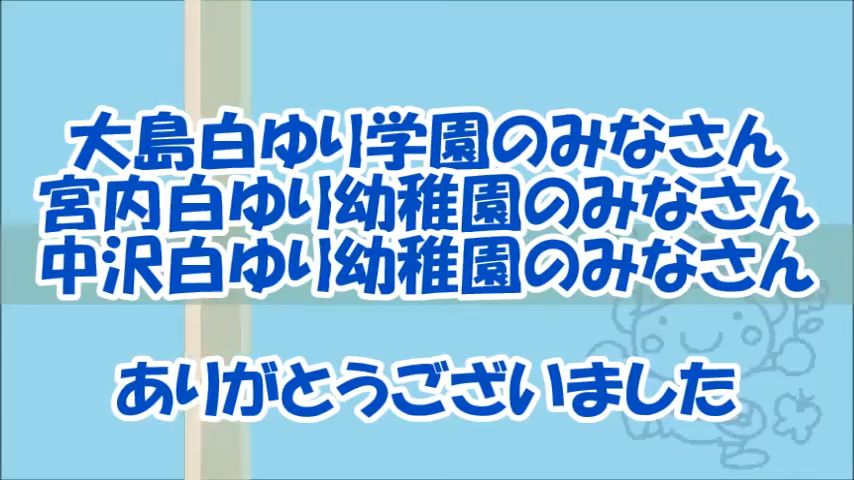 大島白ゆり学園のみなさん
宮内白ゆり幼稚園のみなさん
中沢白ゆり幼稚園のみなさん
ありがとうございました